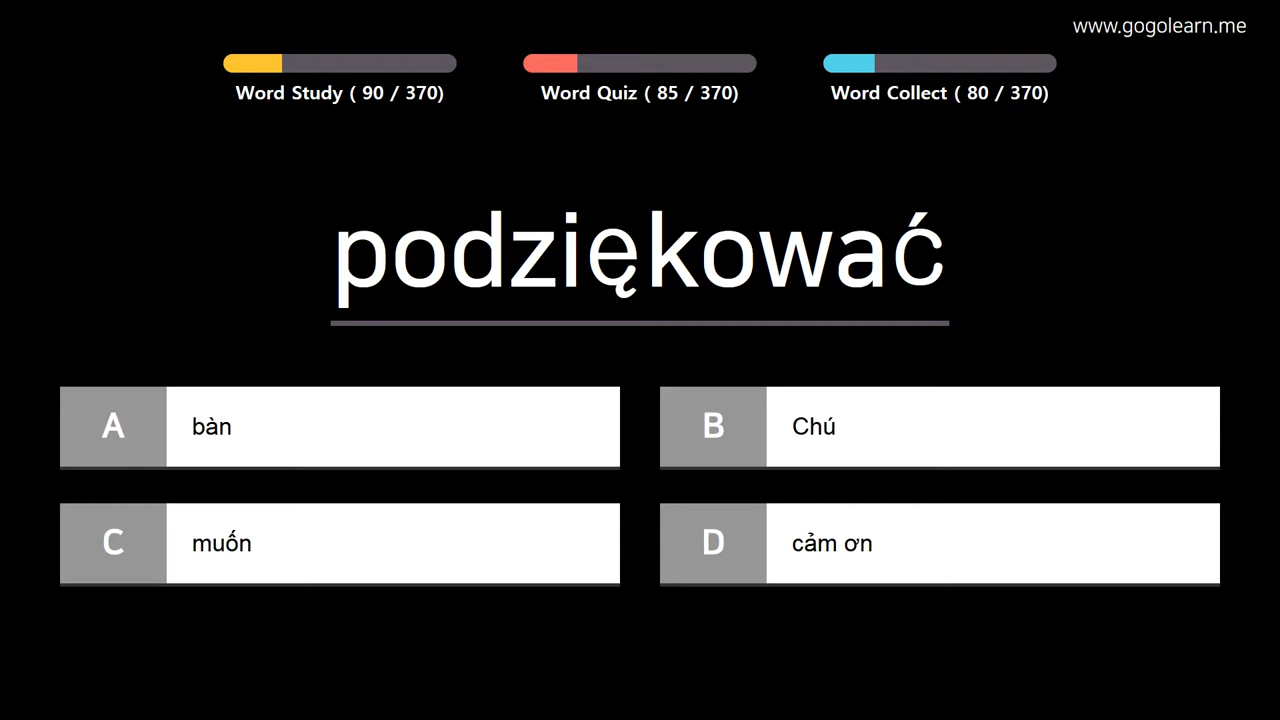 www.gogolearn.me
Word Study ( 90 / 370)
Word Quiz ( 85 / 370)
Word Collect ( 80 / 370)
podziękować
A bàn
B Chú
C muốn
D cảm ơn